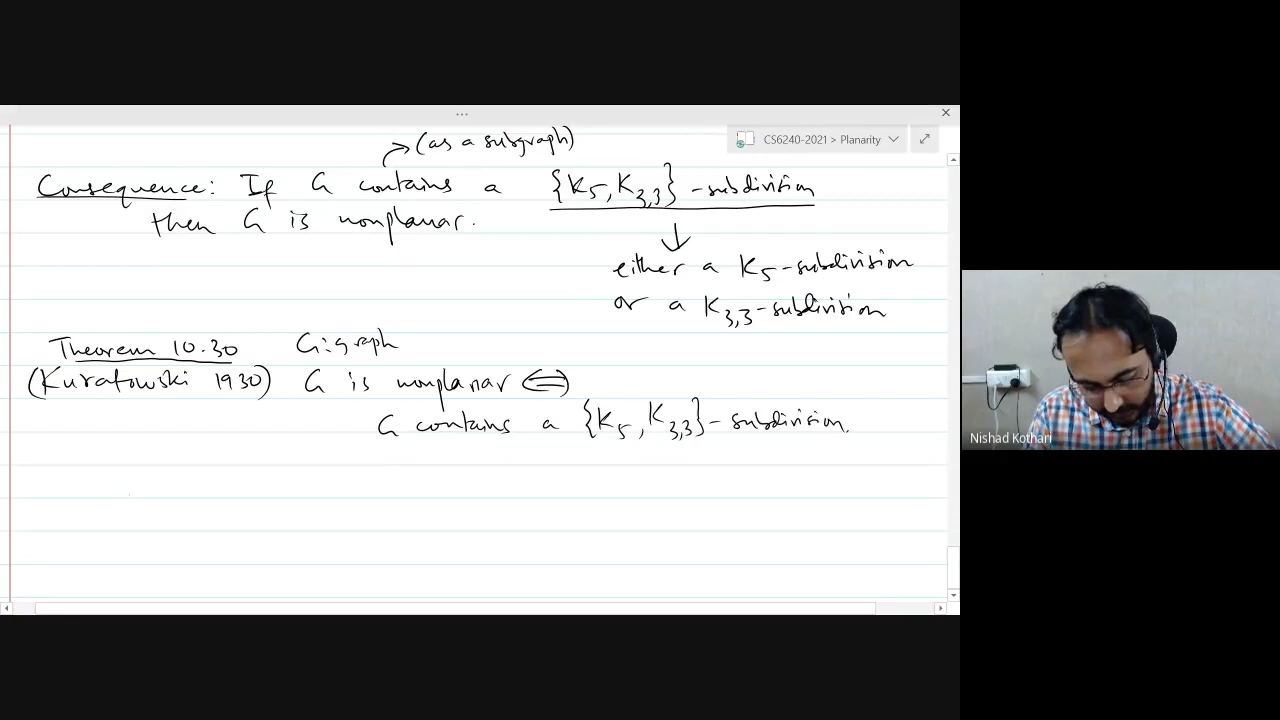 CS6240-2021 > Planarity
(as a subgraph)
Consequence: If G contains a {K5, K3,3}-subdivision
then G is nonplanar.
either a K5-subdivision
or a K3,3-subdivision
Theorem 10.30 G: graph
(Kuratowski 1930) G is nonplanar ⇔
G contains a {K5, K3,3}-subdivision.
Nishad Kothari